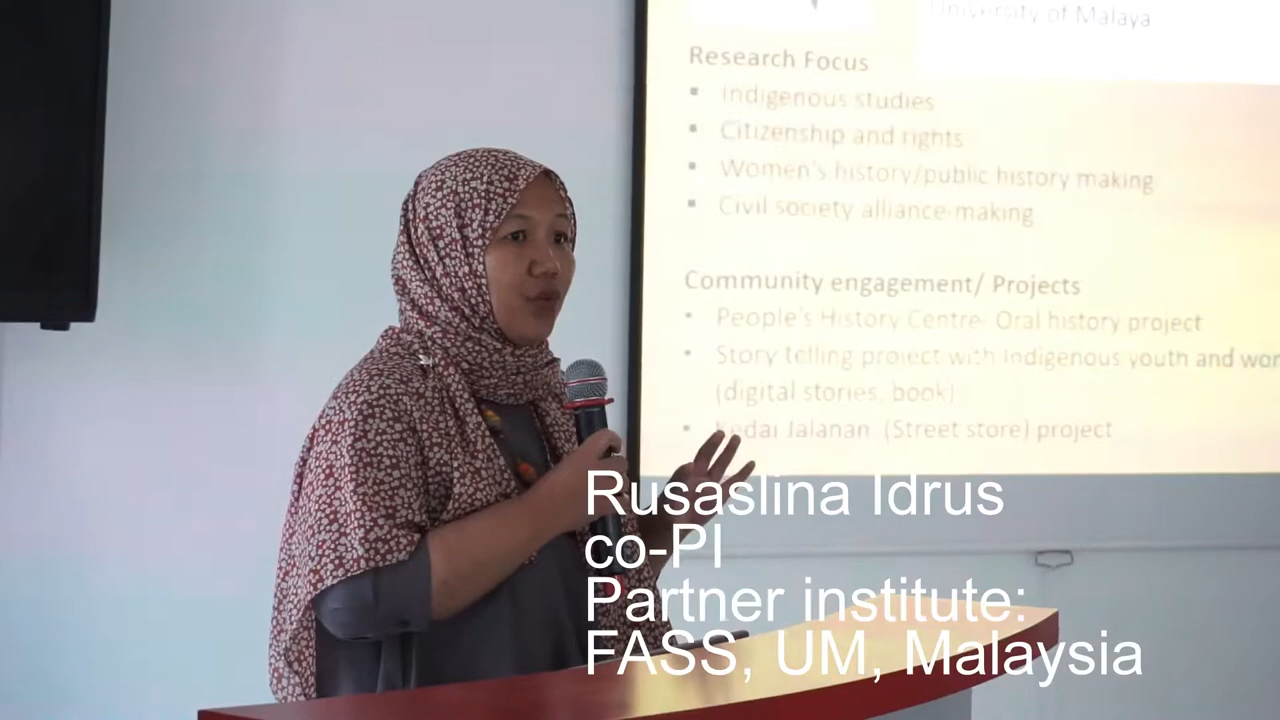 University of Malaya
Research Focus
▪ Indigenous studies
▪ Citizenship and rights
▪ Women's history/public history making
▪ Civil society alliance-making
Community engagement/ Projects
• People's History Centre- Oral history project
• Story telling project with Indigenous youth and
(digital stories, book)
• Kedai Jalanan (Street store) project
Rusaslina Idrus
co-PI
Partner institute:
FASS, UM, Malaysia